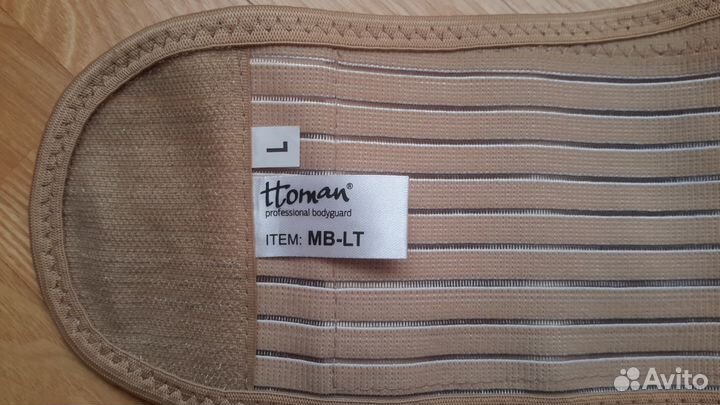 L
ttoman®
professional bodyguard
ITEM: MB-LT
Avito